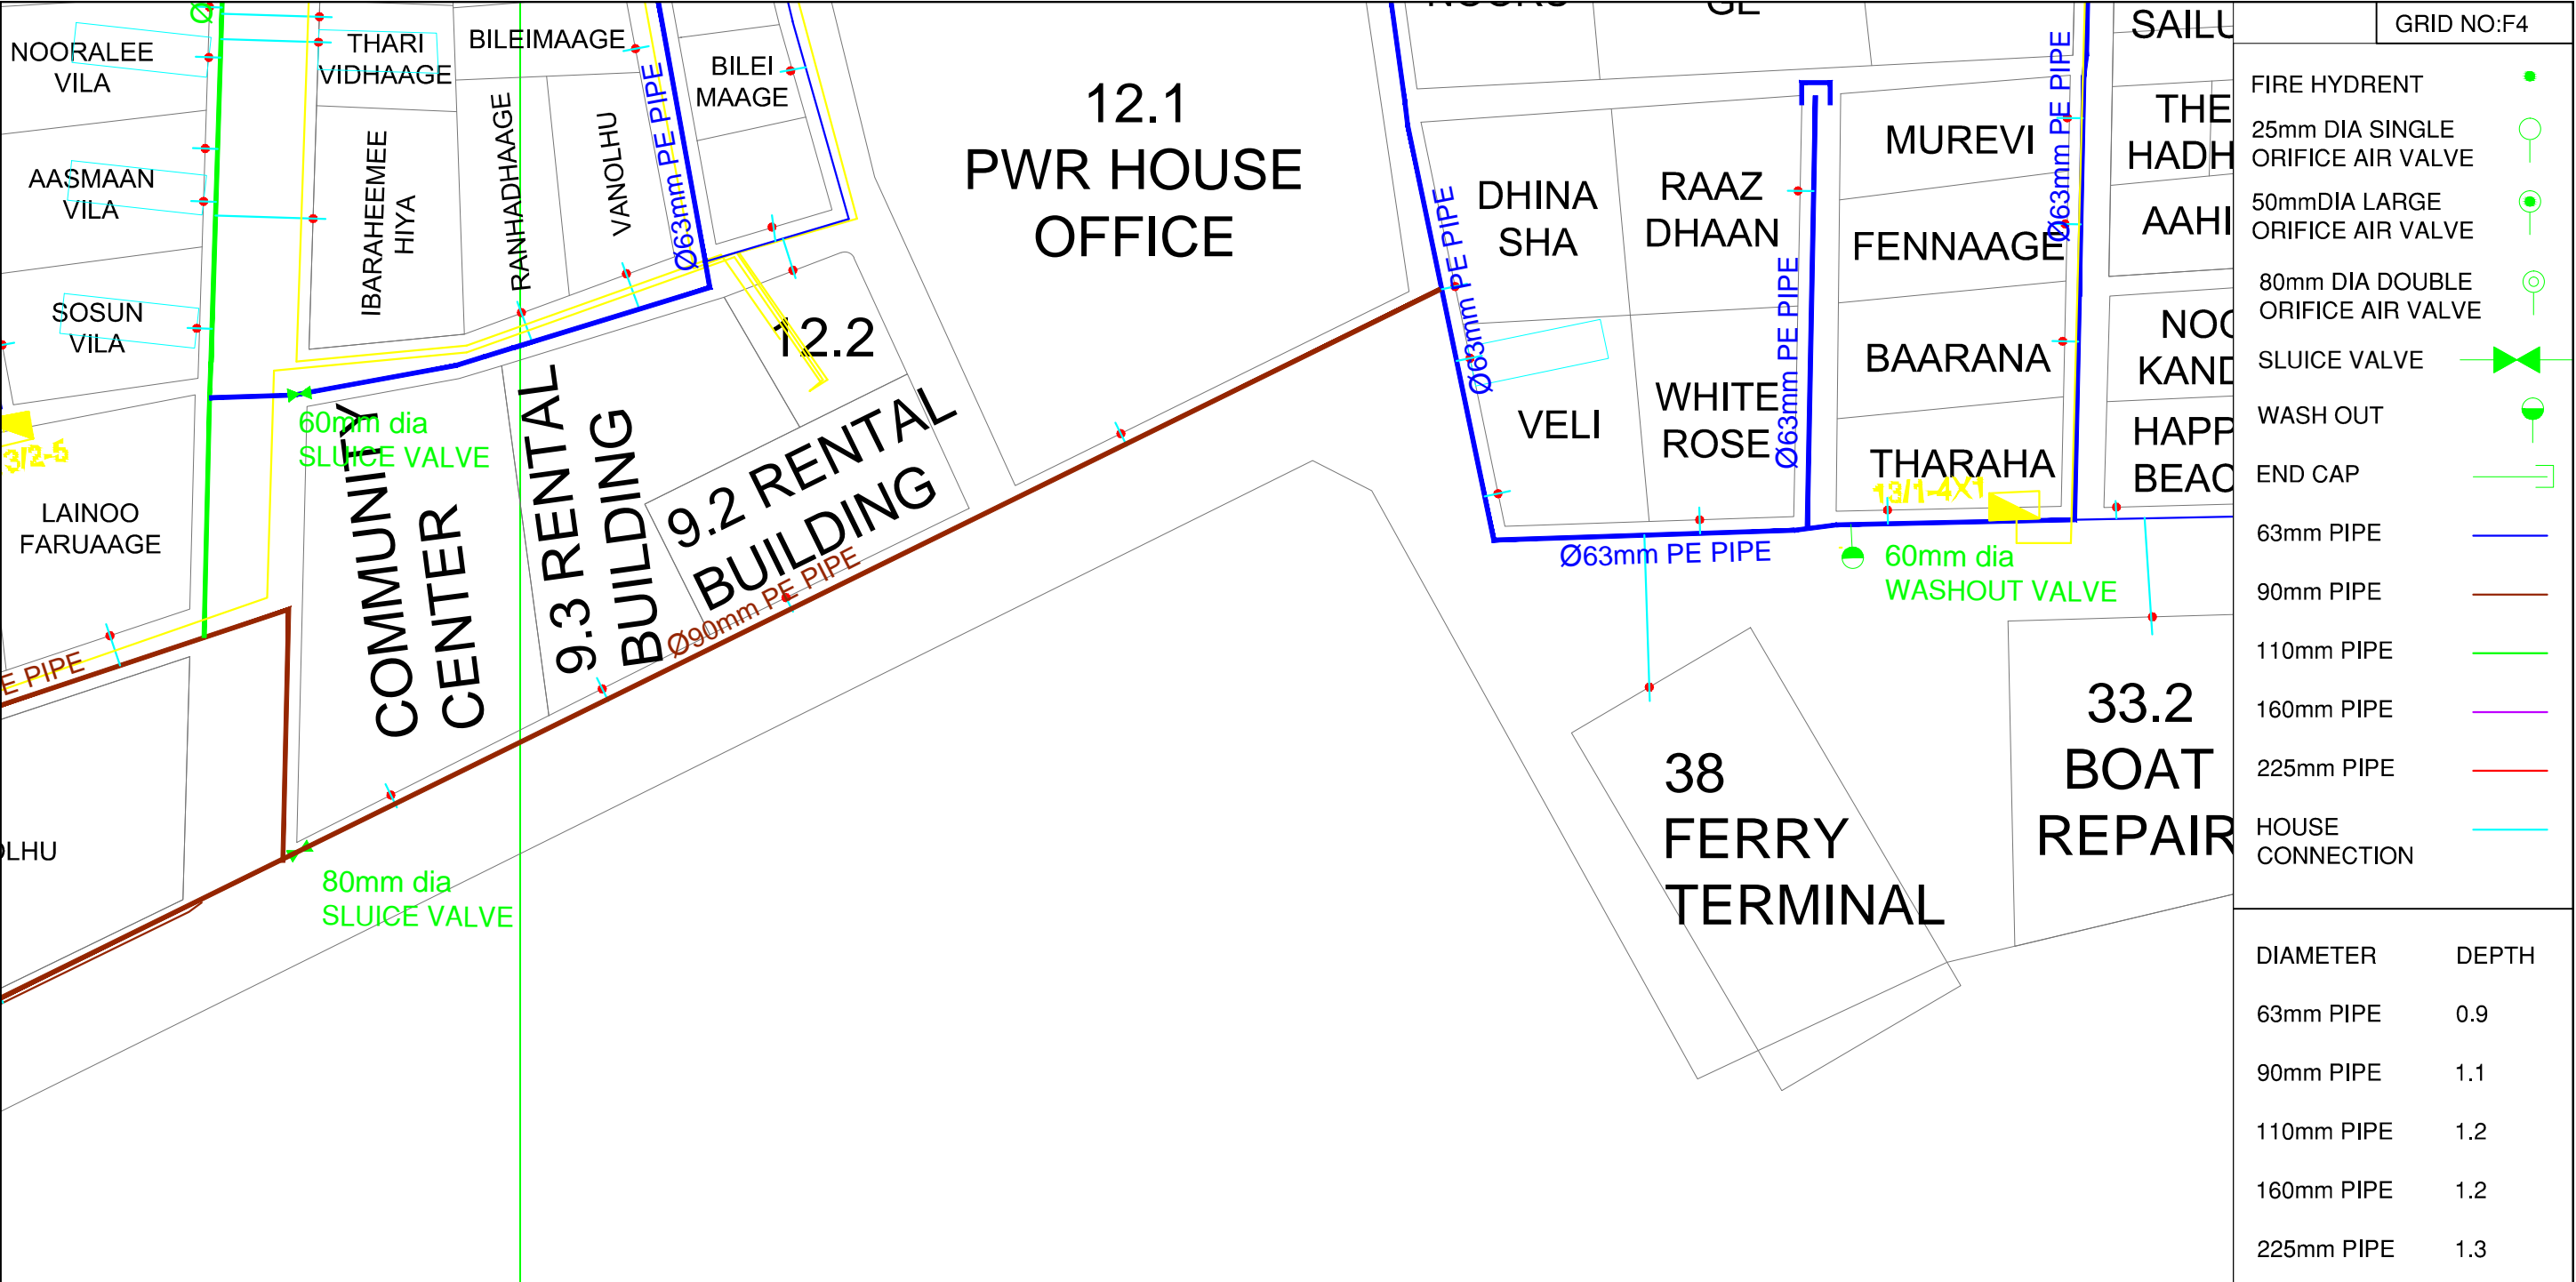 GRID NO:F4
NOORALEE
VILA
THARI
VIDHAAGE
BILEIMAAGE
BILEI
MAAGE
AASMAAN
VILA
IBARAHEEMEE
HIYA
RANHADHAAGE
VANOLHU
Ø63mm PE PIPE
SOSUN
VILA
3/2-5
LAINOO
FARUAAGE
60mm dia
SLUICE VALVE
COMMUNITY
CENTER
9.3 RENTAL
BUILDING
9.2 RENTAL
BUILDING
12.2
12.1
PWR HOUSE
OFFICE
Ø90mm PE PIPE
E PIPE
OLHU
80mm dia
SLUICE VALVE
GE
Ø63mm PE PIPE
Ø63mm PE PIPE
DHINA
SHA
RAAZ
DHAAN
VELI
WHITE
ROSE
Ø63mm PE PIPE
MUREVI
FENNAAGE
BAARANA
THARAHA
13/1-4X1
Ø63mm PE PIPE
60mm dia
WASHOUT VALVE
SAILU
THE
HADH
AAHI
NOO
KAND
HAPP
BEAC
38
FERRY
TERMINAL
33.2
BOAT
REPAIR
FIRE HYDRENT
25mm DIA SINGLE
ORIFICE AIR VALVE
50mmDIA LARGE
ORIFICE AIR VALVE
80mm DIA DOUBLE
ORIFICE AIR VALVE
SLUICE VALVE
WASH OUT
END CAP
63mm PIPE
90mm PIPE
110mm PIPE
160mm PIPE
225mm PIPE
HOUSE
CONNECTION
DIAMETER DEPTH
63mm PIPE 0.9
90mm PIPE 1.1
110mm PIPE 1.2
160mm PIPE 1.2
225mm PIPE 1.3